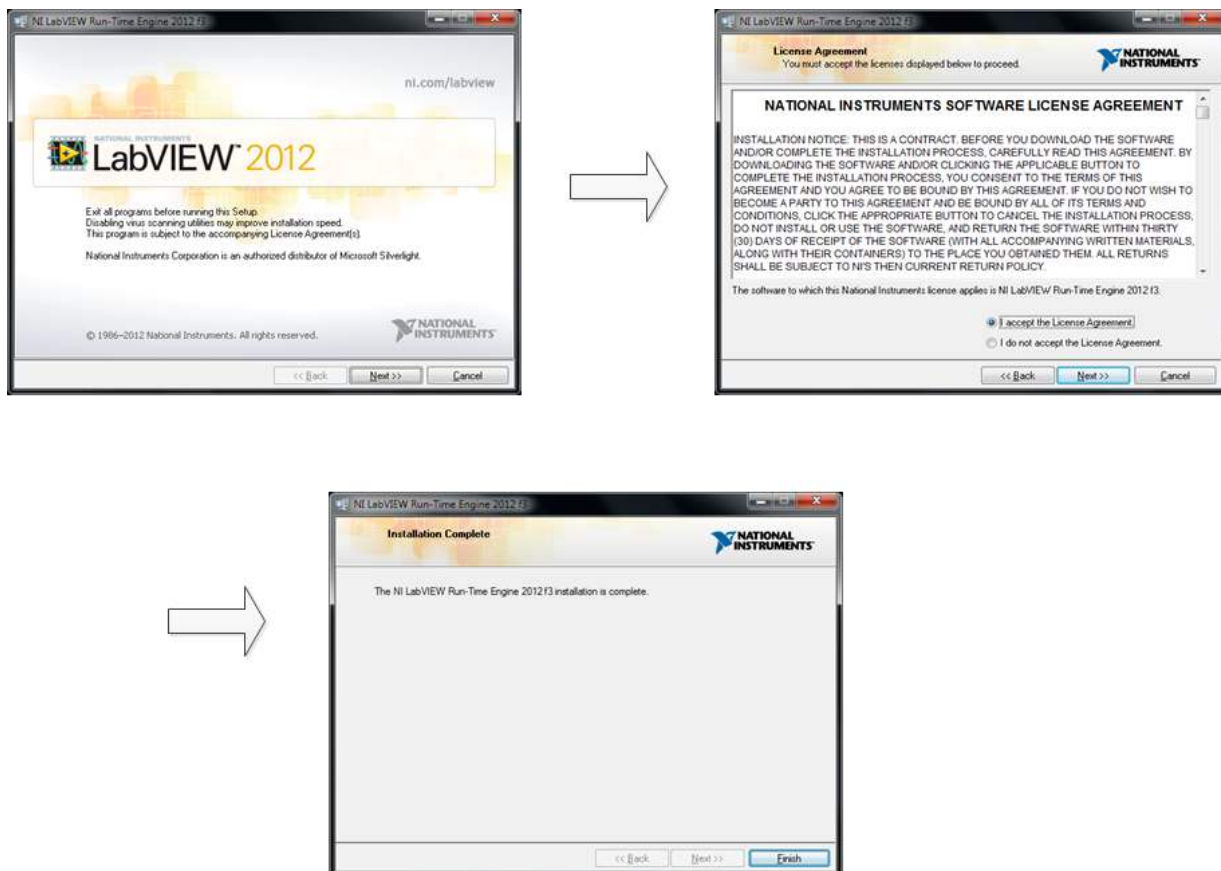 NI LabVIEW Run-Time Engine 2012 f3
ni.com/labview
NATIONAL INSTRUMENTS
LabVIEW™ 2012
Exit all programs before running this Setup.
Disabling virus scanning utilities may improve installation speed.
This program is subject to the accompanying License Agreement(s).
National Instruments Corporation is an authorized distributor of Microsoft Silverlight.
© 1986–2012 National Instruments. All rights reserved.
NATIONAL
INSTRUMENTS™
<< Back
Next >>
Cancel
NI LabVIEW Run-Time Engine 2012 f3
License Agreement
You must accept the licenses displayed below to proceed.
NATIONAL
INSTRUMENTS™
NATIONAL INSTRUMENTS SOFTWARE LICENSE AGREEMENT
INSTALLATION NOTICE: THIS IS A CONTRACT. BEFORE YOU DOWNLOAD THE SOFTWARE
AND/OR COMPLETE THE INSTALLATION PROCESS, CAREFULLY READ THIS AGREEMENT. BY
DOWNLOADING THE SOFTWARE AND/OR CLICKING THE APPLICABLE BUTTON TO
COMPLETE THE INSTALLATION PROCESS, YOU CONSENT TO THE TERMS OF THIS
AGREEMENT AND YOU AGREE TO BE BOUND BY THIS AGREEMENT. IF YOU DO NOT WISH TO
BECOME A PARTY TO THIS AGREEMENT AND BE BOUND BY ALL OF ITS TERMS AND
CONDITIONS, CLICK THE APPROPRIATE BUTTON TO CANCEL THE INSTALLATION PROCESS,
DO NOT INSTALL OR USE THE SOFTWARE, AND RETURN THE SOFTWARE WITHIN THIRTY
(30) DAYS OF RECEIPT OF THE SOFTWARE (WITH ALL ACCOMPANYING WRITTEN MATERIALS,
ALONG WITH THEIR CONTAINERS) TO THE PLACE YOU OBTAINED THEM. ALL RETURNS
SHALL BE SUBJECT TO NI'S THEN CURRENT RETURN POLICY.
The software to which this National Instruments license applies is NI LabVIEW Run-Time Engine 2012 f3.
I accept the License Agreement.
I do not accept the License Agreement.
<< Back
Next >>
Cancel
NI LabVIEW Run-Time Engine 2012 f3
Installation Complete
NATIONAL
INSTRUMENTS™
The NI LabVIEW Run-Time Engine 2012 f3 installation is complete.
<< Back
Next >>
Finish